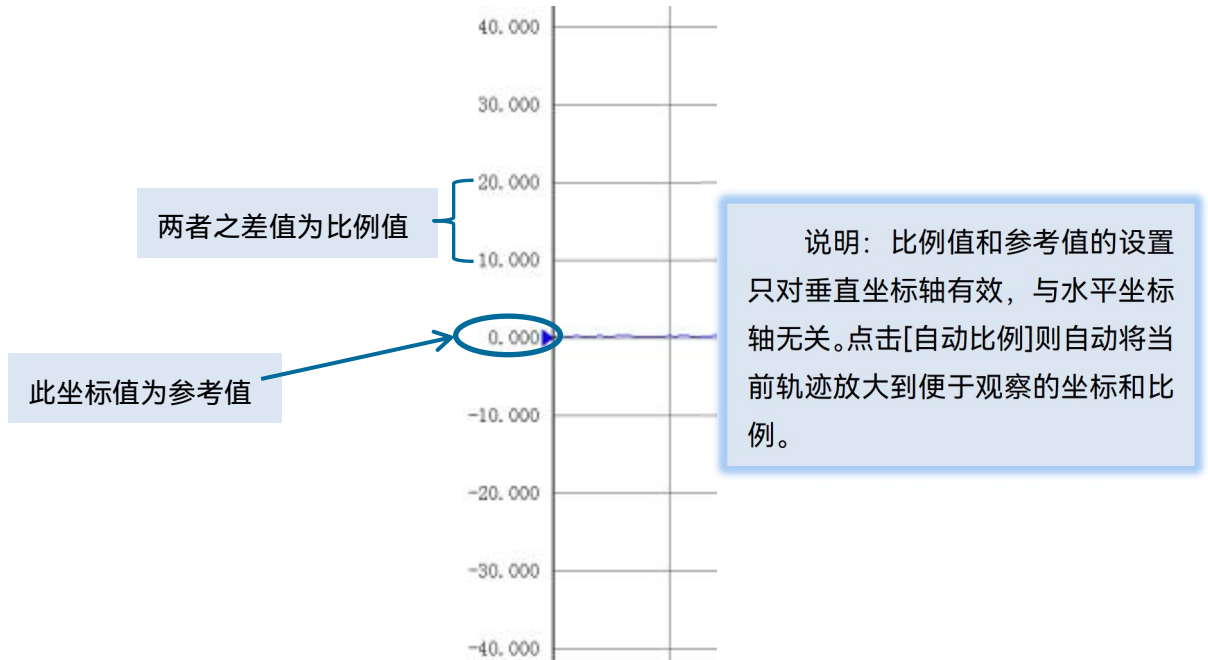 40.000
30.000
20.000
两者之差值为比例值
10.000
0.000
此坐标值为参考值
-10.000
-20.000
-30.000
-40.000
说明：比例值和参考值的设置
只对垂直坐标轴有效，与水平坐标
轴无关。点击[自动比例]则自动将当
前轨迹放大到便于观察的坐标和比
例。